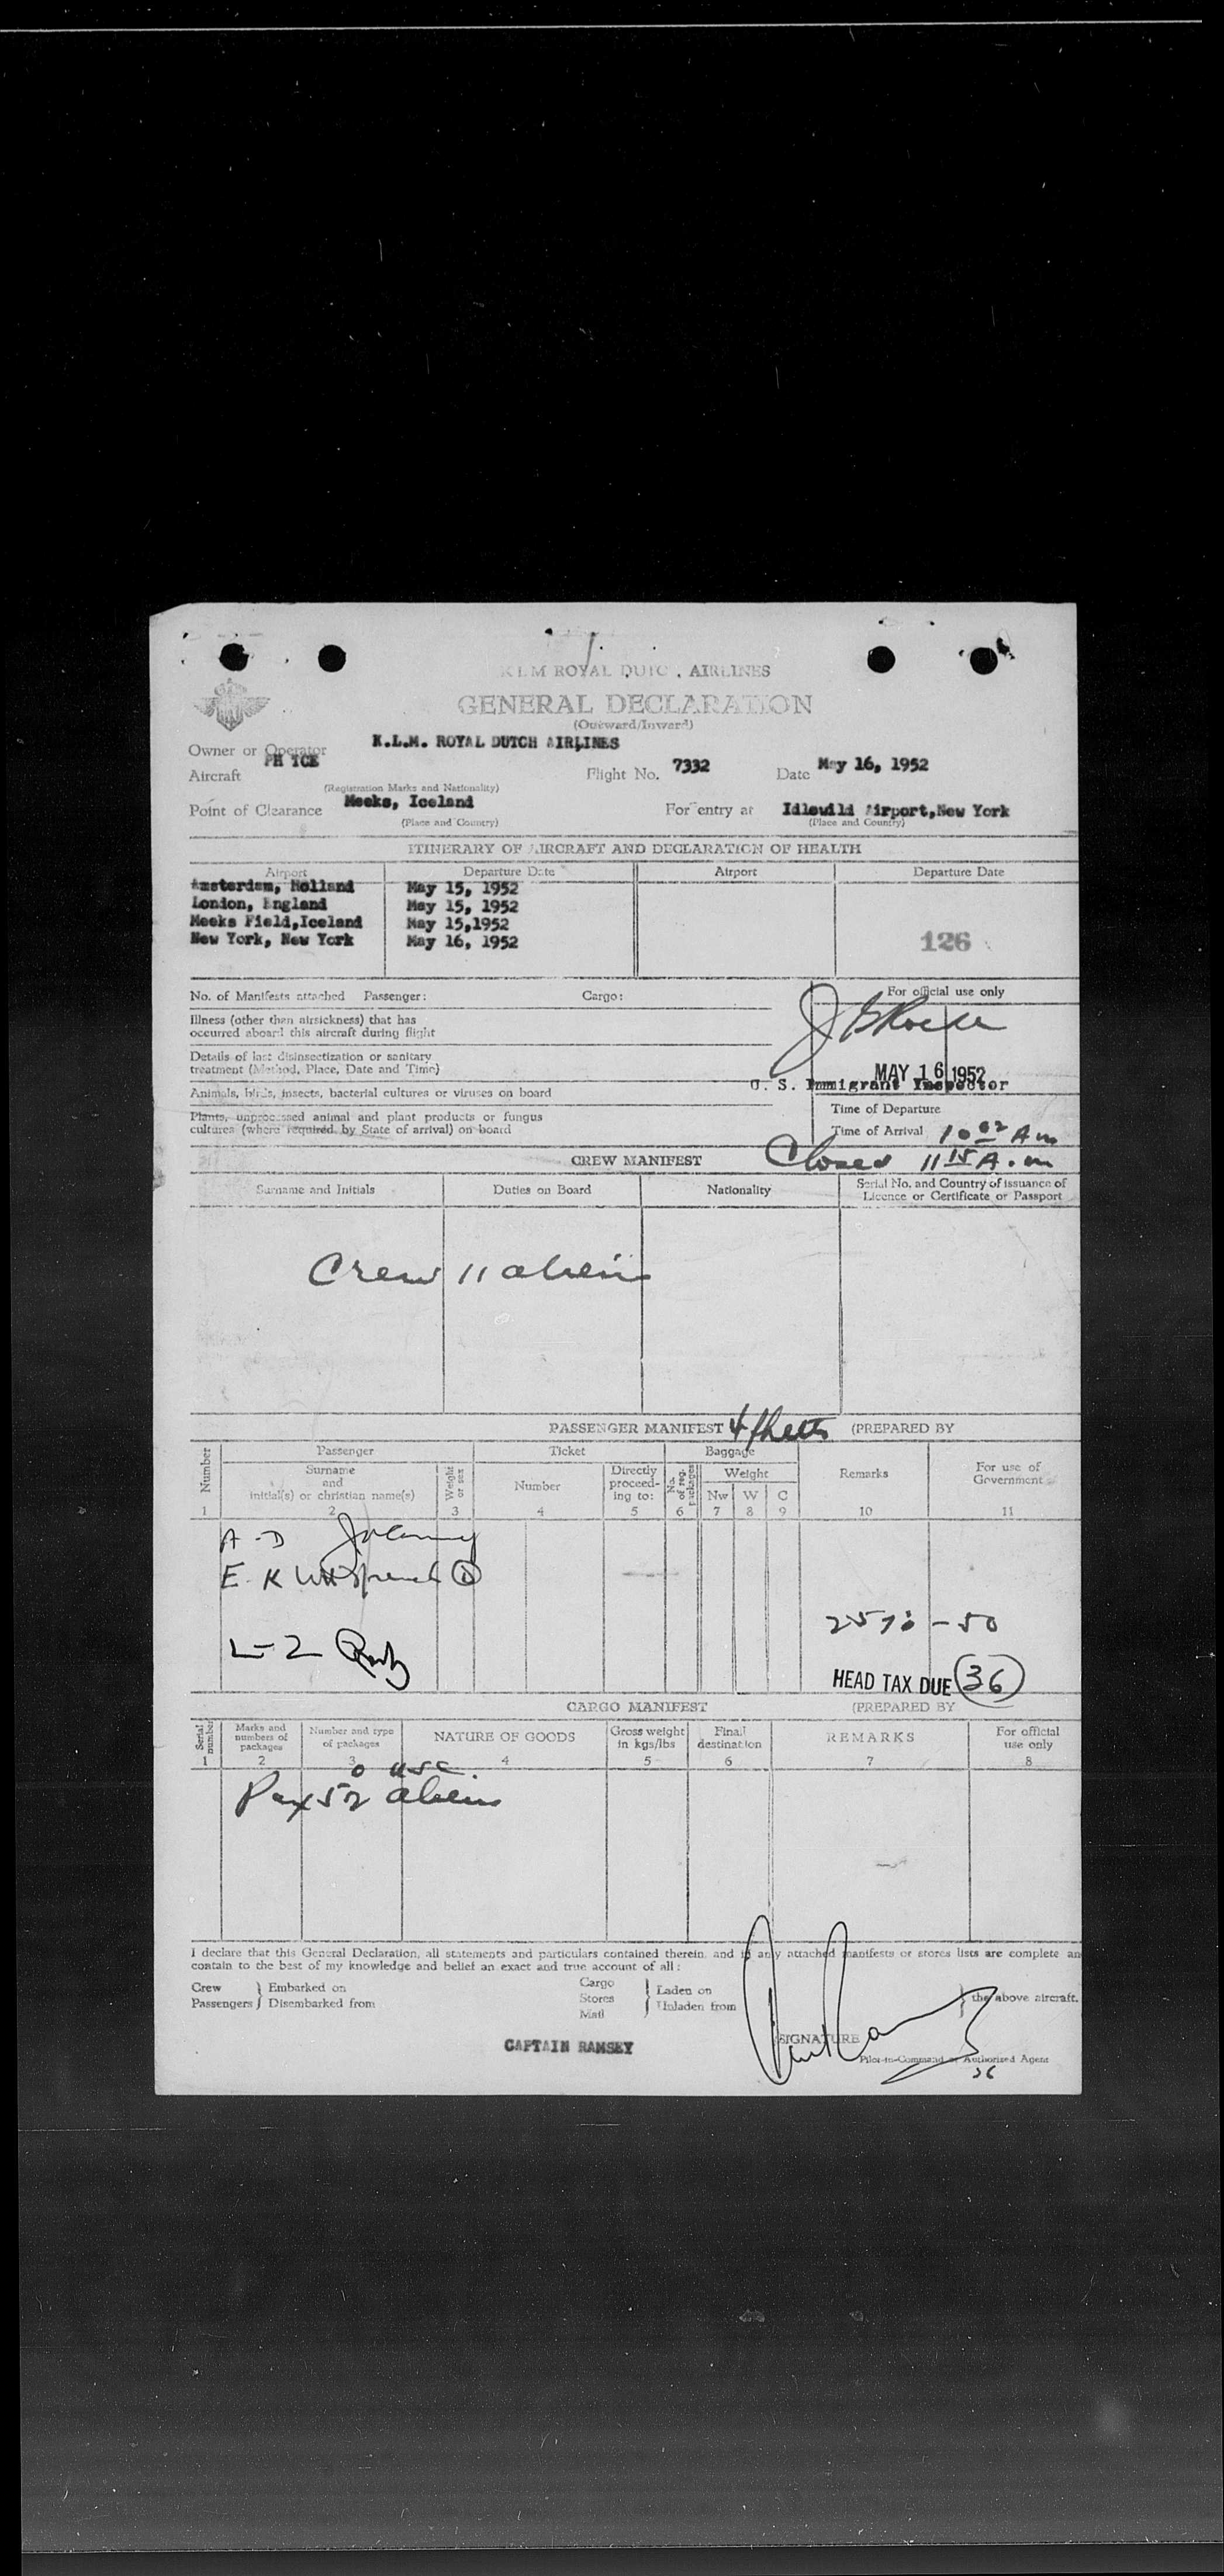 K.L.M ROYAL DUTC , AIRLINES
GENERAL DECLARATION
(Outward/Inward)
Owner or Operator K.L.M. ROYAL DUTCH AIRLINES
Aircraft PH TCE Flight No. 7332 Date May 16, 1952
(Registration Marks and Nationality)
Point of Clearance Meeks, Iceland For entry at Idlewild Airport,New York
(Place and Country) (Place and Country)
ITINERARY OF AIRCRAFT AND DECLARATION OF HEALTH
Airport Departure Date Airport Departure Date
Amsterdam, Holland May 15, 1952
London, England May 15, 1952
Meeks Field,Iceland May 15,1952
New York, New York May 16, 1952 126
No. of Manifests attached Passenger: Cargo: For official use only
Illness (other than airsickness) that has
occurred aboard this aircraft during flight
Details of last disinsectization or sanitary
treatment (Method, Place, Date and Time)
MAY 16 1952
U. S. Immigrant Inspector
Animals, birds, insects, bacterial cultures or viruses on board
Plants, unprocessed animal and plant products or fungus
cultures (where required by State of arrival) on board
Time of Departure
Time of Arrival 10 02 Am
Closed 11 15 A.m
CREW MANIFEST
Surname and Initials Duties on Board Nationality Serial No. and Country of issuance of
Licence or Certificate or Passport
Crew 11 aliens
PASSENGER MANIFEST 4 sheets (PREPARED BY
Number Passenger Ticket Baggage Remarks For use of
Government
Surname
and
initial(s) or christian name(s) Weight or sex Number Directly
proceed-
ing to: No. of reg. packages Weight
Nw W C
1 2 3 4 5 6 7 8 9 10 11
A-D
E-K
L-Z
HEAD TAX DUE 36
CARGO MANIFEST (PREPARED BY
Serial number Marks and
numbers of
packages Number and type
of packages NATURE OF GOODS Gross weight
in kgs/lbs Final
destination REMARKS For official
use only
1 2 3 4 5 6 7 8
0 USC.
Pax 52 aliens
I declare that this General Declaration, all statements and particulars contained therein, and in any attached manifests or stores lists are complete an
contain to the best of my knowledge and belief an exact and true account of all:
Crew Embarked on Cargo Laden on
Passengers Disembarked from Stores Unladen from the above aircraft.
Mail
CAPTAIN RAMSEY SIGNATURE
Pilot-in-Command or Authorized Agent
36